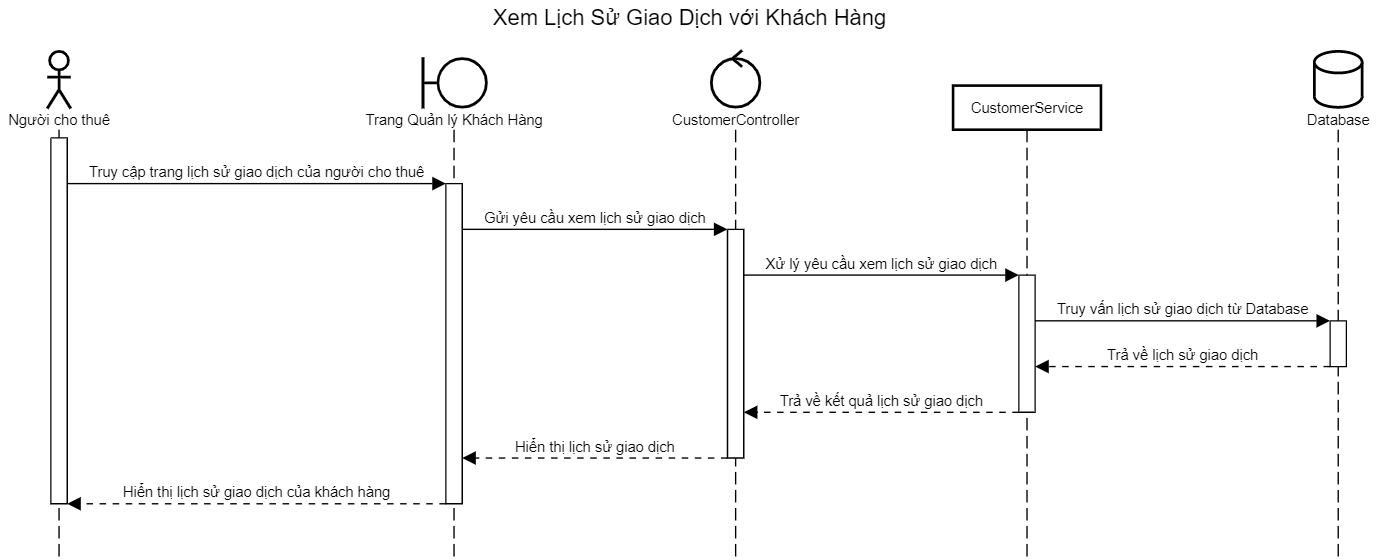 Xem Lịch Sử Giao Dịch với Khách Hàng
Người cho thuê
Trang Quản lý Khách Hàng
CustomerController
CustomerService
Database
Truy cập trang lịch sử giao dịch của người cho thuê
Gửi yêu cầu xem lịch sử giao dịch
Xử lý yêu cầu xem lịch sử giao dịch
Truy vấn lịch sử giao dịch từ Database
Trả về lịch sử giao dịch
Trả về kết quả lịch sử giao dịch
Hiển thị lịch sử giao dịch
Hiển thị lịch sử giao dịch của khách hàng